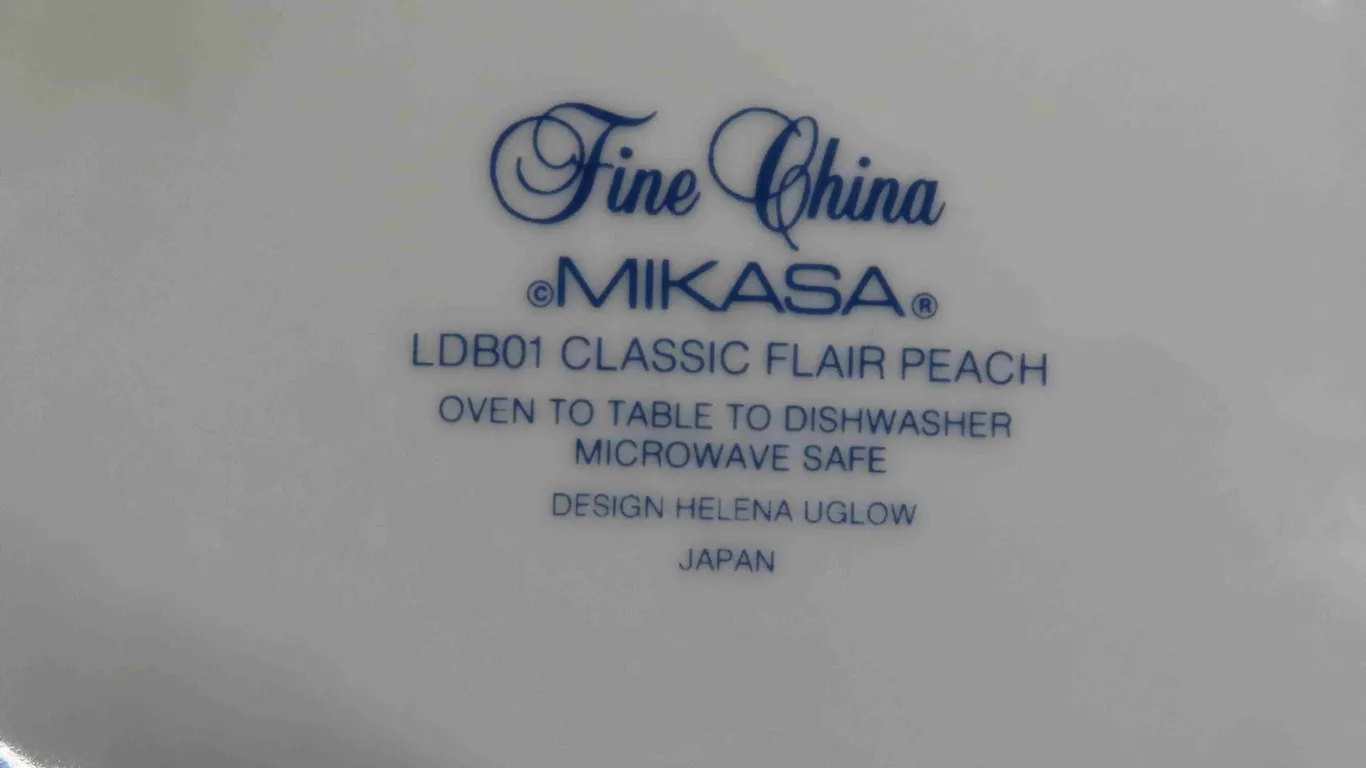 Fine China
©MIKASA®
LDB01 CLASSIC FLAIR PEACH
OVEN TO TABLE TO DISHWASHER
MICROWAVE SAFE
DESIGN HELENA UGLOW
JAPAN